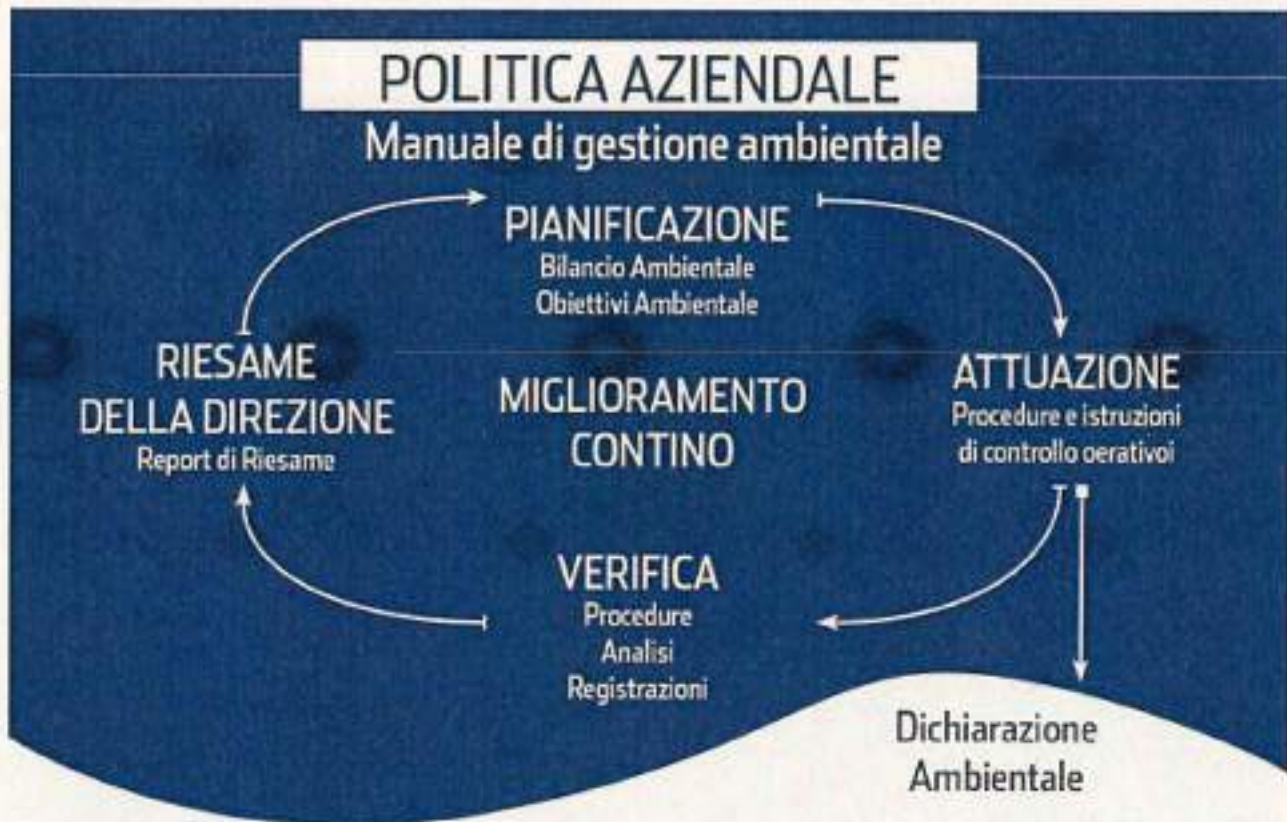 POLITICA AZIENDALE
Manuale di gestione ambientale
PIANIFICAZIONE
Bilancio Ambientale
Obiettivi Ambientale
RIESAME
DELLA DIREZIONE
Report di Riesame
MIGLIORAMENTO
CONTINO
ATTUAZIONE
Procedure e istruzioni
di controllo oerativoi
VERIFICA
Procedure
Analisi
Registrazioni
Dichiarazione
Ambientale